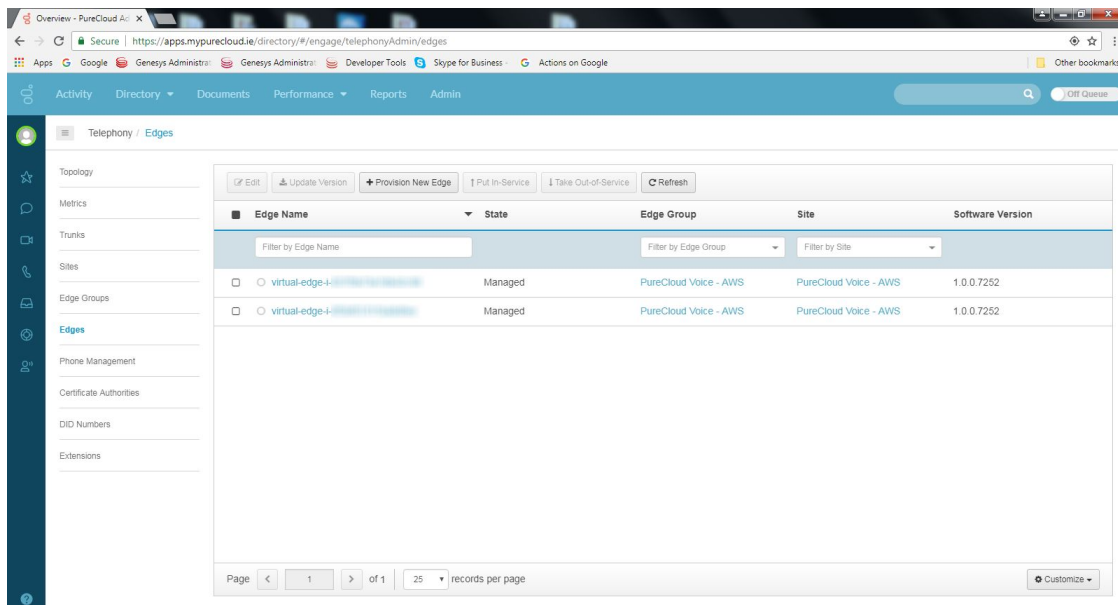 Overview - PureCloud Ad
Secure | https://apps.mypurecloud.ie/directory/#/engage/telephonyAdmin/edges
Apps Google Genesys Administrat Genesys Administrat Developer Tools Skype for Business - Actions on Google Other bookmarks
Activity Directory Documents Performance Reports Admin Off Queue
Telephony / Edges
Topology
Metrics
Trunks
Sites
Edge Groups
Edges
Phone Management
Certificate Authorities
DID Numbers
Extensions
Edit Update Version + Provision New Edge Put In-Service Take Out-of-Service Refresh
Edge Name State Edge Group Site Software Version
Filter by Edge Name Filter by Edge Group Filter by Site
virtual-edge-i- Managed PureCloud Voice - AWS PureCloud Voice - AWS 1.0.0.7252
virtual-edge-i- Managed PureCloud Voice - AWS PureCloud Voice - AWS 1.0.0.7252
Page < 1 > of 1 25 records per page Customize